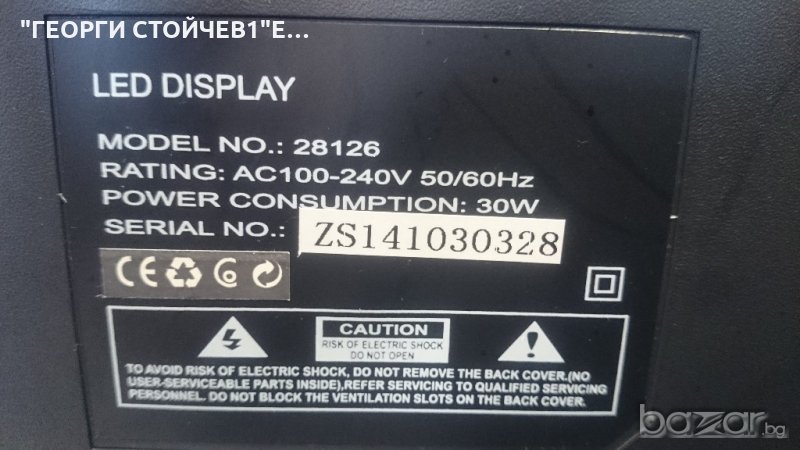 "ГЕОРГИ СТОЙЧЕВ1"Е...
LED DISPLAY
MODEL NO.: 28126
RATING: AC100-240V 50/60Hz
POWER CONSUMPTION: 30W
SERIAL NO.: ZS141030328
CE
CAUTION
RISK OF ELECTRIC SHOCK
DO NOT OPEN
TO AVOID RISK OF ELECTRIC SHOCK, DO NOT REMOVE THE BACK COVER.(NO
USER-SERVICEABLE PARTS INSIDE),REFER SERVICING TO QUALIFIED SERVICING
PERSONNEL. DO NOT BLOCK THE VENTILATION SLOTS ON THE BACK COVER.
bazar.bg